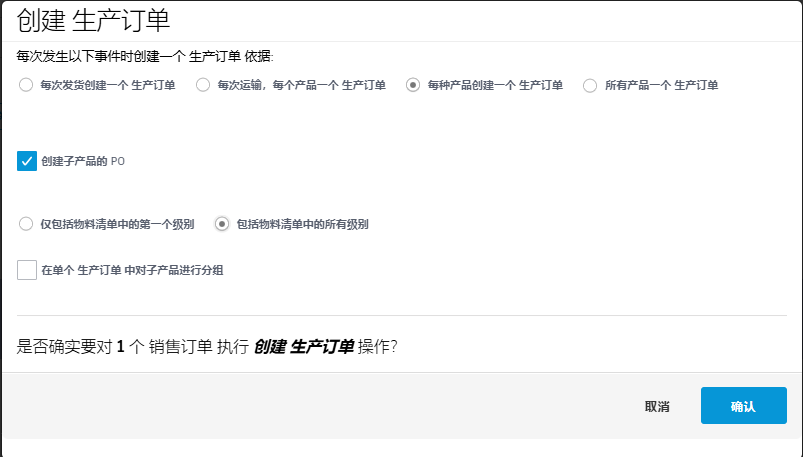 创建 生产订单
每次发生以下事件时创建一个 生产订单 依据:
每次发货创建一个 生产订单 每次运输，每个产品一个 生产订单 每种产品创建一个 生产订单 所有产品一个 生产订单
创建子产品的 PO
仅包括物料清单中的第一个级别 包括物料清单中的所有级别
在单个 生产订单 中对子产品进行分组
是否确实要对 1 个 销售订单 执行 创建 生产订单 操作?
取消 确认